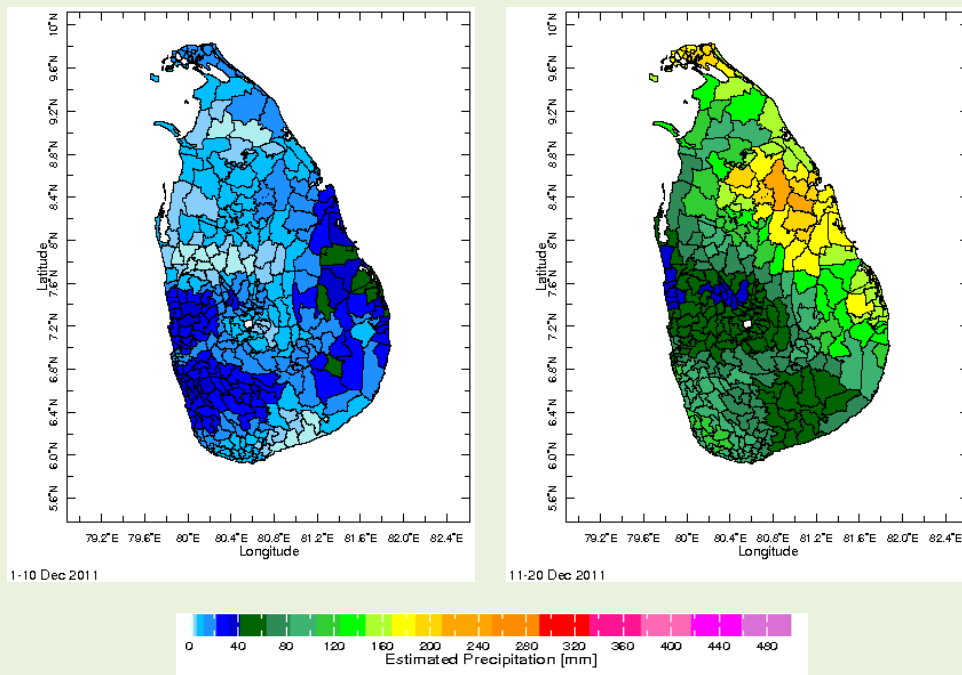 10°N
9.6°N
9.2°N
8.8°N
8.4°N
8°N
7.6°N
7.2°N
6.8°N
6.4°N
6.0°N
5.6°N
Latitude
79.2°E 79.6°E 80°E 80.4°E 80.8°E 81.2°E 81.6°E 82.0°E 82.4°E
Longitude
1-10 Dec 2011
10°N
9.6°N
9.2°N
8.8°N
8.4°N
8°N
7.6°N
7.2°N
6.8°N
6.4°N
6.0°N
5.6°N
Latitude
79.2°E 79.6°E 80°E 80.4°E 80.8°E 81.2°E 81.6°E 82.0°E 82.4°E
Longitude
11-20 Dec 2011
0 40 80 120 160 200 240 280 320 360 400 440 480
Estimated Precipitation [mm]